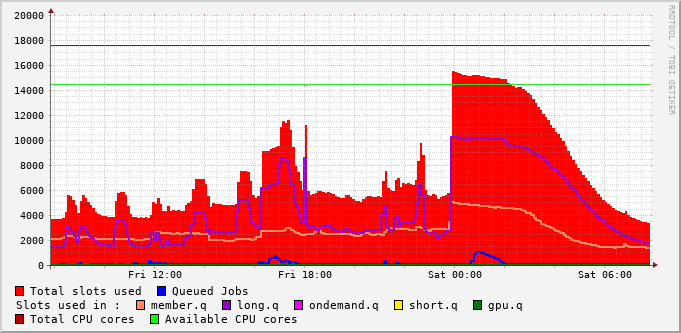 20000
18000
16000
14000
12000
10000
8000
6000
4000
2000
0
Fri 12:00 Fri 18:00 Sat 00:00 Sat 06:00
RRDTOOL / TOBI OETIKER
Total slots used Queued Jobs
Slots used in : member.q long.q ondemand.q short.q gpu.q
Total CPU cores Available CPU cores